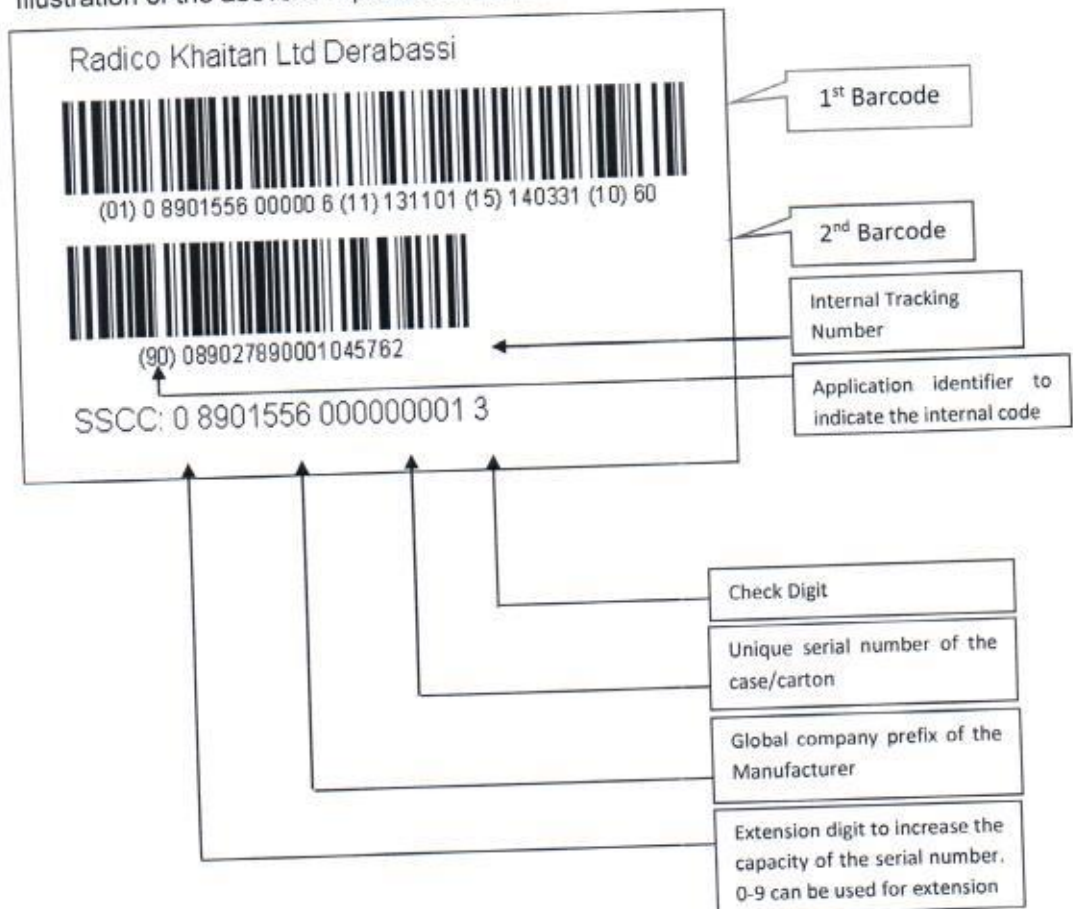 Radico Khaitan Ltd Derabassi
1st Barcode
(01) 0 8901556 00000 6 (11) 131101 (15) 140331 (10) 60
2nd Barcode
Internal Tracking
Number
(90) 089027890001045762
Application identifier to
indicate the internal code
SSCC: 0 8901556 000000001 3
Check Digit
Unique serial number of the
case/carton
Global company prefix of the
Manufacturer
Extension digit to increase the
capacity of the serial number.
0-9 can be used for extension